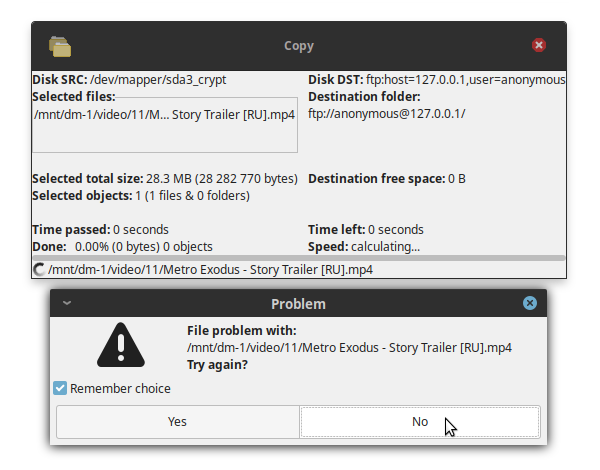 Copy
Disk SRC: /dev/mapper/sda3_crypt
Disk DST: ftp:host=127.0.0.1,user=anonymous
Selected files:
/mnt/dm-1/video/11/M... Story Trailer [RU].mp4
Destination folder:
ftp://anonymous@127.0.0.1/
Selected total size: 28.3 MB (28 282 770 bytes)
Destination free space: 0 B
Selected objects: 1 (1 files & 0 folders)
Time passed: 0 seconds
Time left: 0 seconds
Done: 0.00% (0 bytes) 0 objects
Speed: calculating...
/mnt/dm-1/video/11/Metro Exodus - Story Trailer [RU].mp4
Problem
File problem with:
/mnt/dm-1/video/11/Metro Exodus - Story Trailer [RU].mp4
Try again?
Remember choice
Yes
No